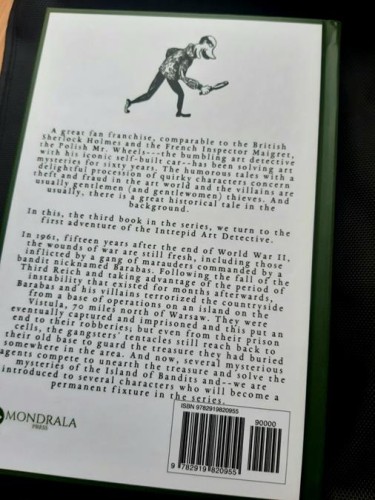 A great fan franchise, comparable to the British
Sherlock Holmes and the French Inspector Maigret,
the Polish Mr. Wheels---the bumbling art detective
with his iconic self-built car--has been solving art
mysteries for sixty years. The humorous tales with a
delightful procession of quirky characters concern
theft and fraud in the art world and the villains are
usually gentlemen (and gentlewomen) thieves. And
usually, there is a great historical tale in the
background.
In this, the third book in the series, we turn to the
first adventure of the Intrepid Art Detective.
In 1961, fifteen years after the end of World War II,
the wounds of war are still fresh, including those
inflicted by a gang of marauders commanded by a
bandit nicknamed Barabas. Following the fall of the
Third Reich and taking advantage of the period of
instability that existed for months afterwards,
Barabas and his villains terrorized the countryside
from a base of operations on an island on the
Vistula, 70 miles north of Warsaw. They were
eventually captured and imprisoned and this put an
end to their robberies; but even from their prison
cells, the gangsters' tentacles still reach back to
their old base to guard the treasure they had buried
somewhere in the area. And now, several mysterious
agents compete to unearth the treasure and solve the
mysteries of the Island of Bandits and--we are
introduced to several characters who will become a
permanent fixture in the series.
MONDRALA
PRESS
ISBN 9782919820955
90000
9 782919 820955